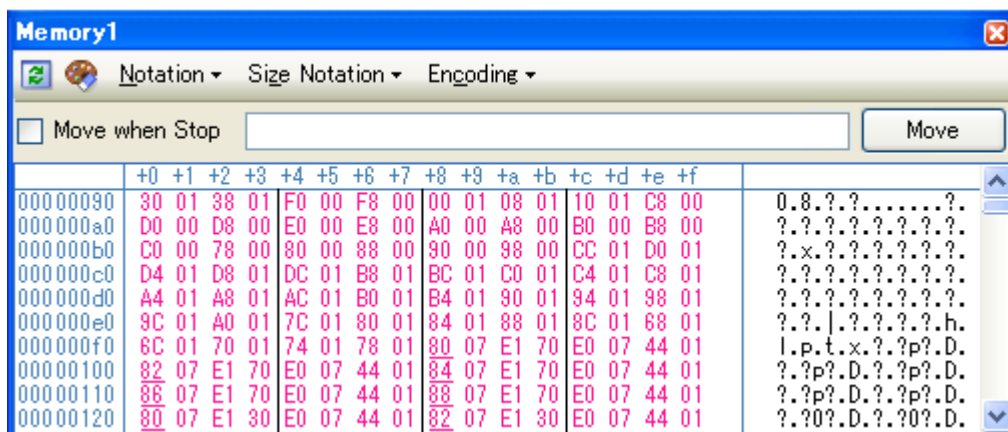 Memory1
Notation Size Notation Encoding
Move when Stop Move
+0 +1 +2 +3 +4 +5 +6 +7 +8 +9 +a +b +c +d +e +f
00000090 30 01 38 01 F0 00 F8 00 00 01 08 01 10 01 C8 00 0.8.?.?.......?.
000000a0 D0 00 D8 00 E0 00 E8 00 A0 00 A8 00 B0 00 B8 00 ?.?.?.?.?.?.?.?.
000000b0 C0 00 78 00 80 00 88 00 90 00 98 00 CC 01 D0 01 ?.x.?.?.?.?.?.?.
000000c0 D4 01 D8 01 DC 01 B8 01 BC 01 C0 01 C4 01 C8 01 ?.?.?.?.?.?.?.?.
000000d0 A4 01 A8 01 AC 01 B0 01 B4 01 90 01 94 01 98 01 ?.?.?.?.?.?.?.?.
000000e0 9C 01 A0 01 7C 01 80 01 84 01 88 01 8C 01 68 01 ?.?.|.?.?.?.?.h.
000000f0 6C 01 70 01 74 01 78 01 80 07 E1 70 E0 07 44 01 l.p.t.x.?.?p?.D.
00000100 82 07 E1 70 E0 07 44 01 84 07 E1 70 E0 07 44 01 ?.?p?.D.?.?p?.D.
00000110 86 07 E1 70 E0 07 44 01 88 07 E1 70 E0 07 44 01 ?.?p?.D.?.?p?.D.
00000120 80 07 E1 30 E0 07 44 01 82 07 E1 30 E0 07 44 01 ?.?0?.D.?.?0?.D.